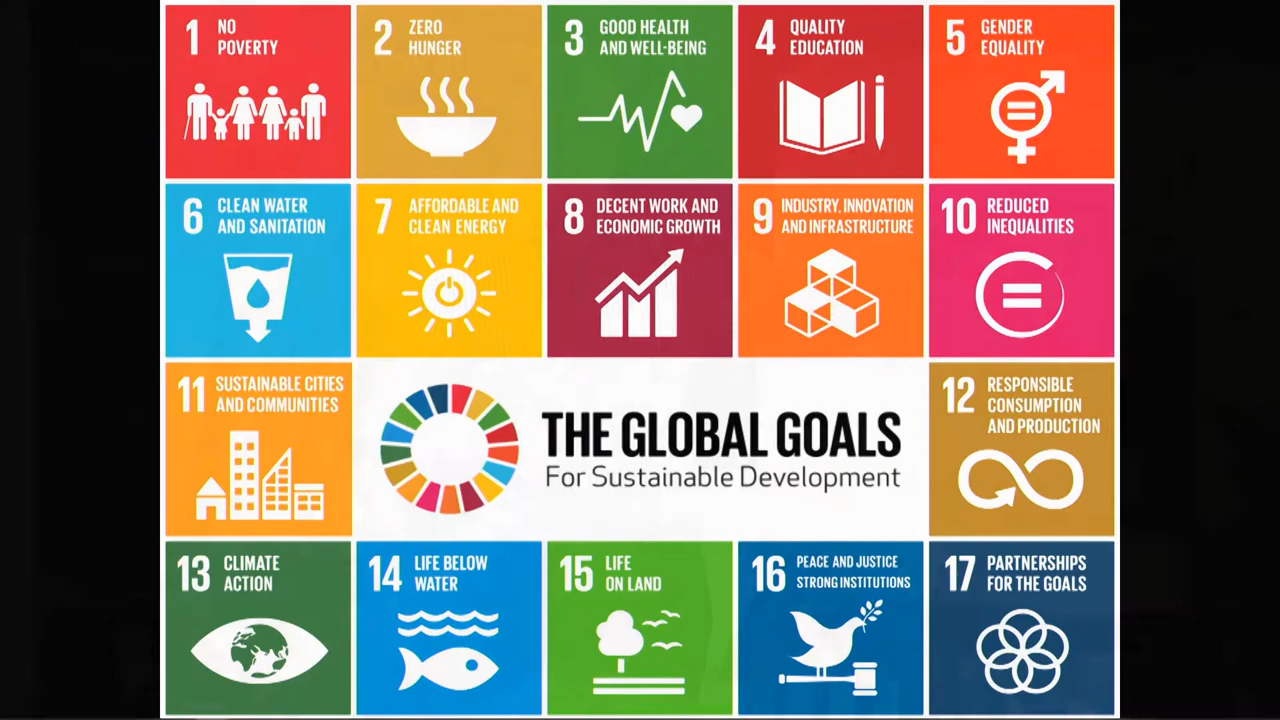 1 NO
POVERTY
2 ZERO
HUNGER
3 GOOD HEALTH
AND WELL-BEING
4 QUALITY
EDUCATION
5 GENDER
EQUALITY
6 CLEAN WATER
AND SANITATION
7 AFFORDABLE AND
CLEAN ENERGY
8 DECENT WORK AND
ECONOMIC GROWTH
9 INDUSTRY, INNOVATION
AND INFRASTRUCTURE
10 REDUCED
INEQUALITIES
11 SUSTAINABLE CITIES
AND COMMUNITIES
THE GLOBAL GOALS
For Sustainable Development
12 RESPONSIBLE
CONSUMPTION
AND PRODUCTION
13 CLIMATE
ACTION
14 LIFE BELOW
WATER
15 LIFE
ON LAND
16 PEACE AND JUSTICE
STRONG INSTITUTIONS
17 PARTNERSHIPS
FOR THE GOALS